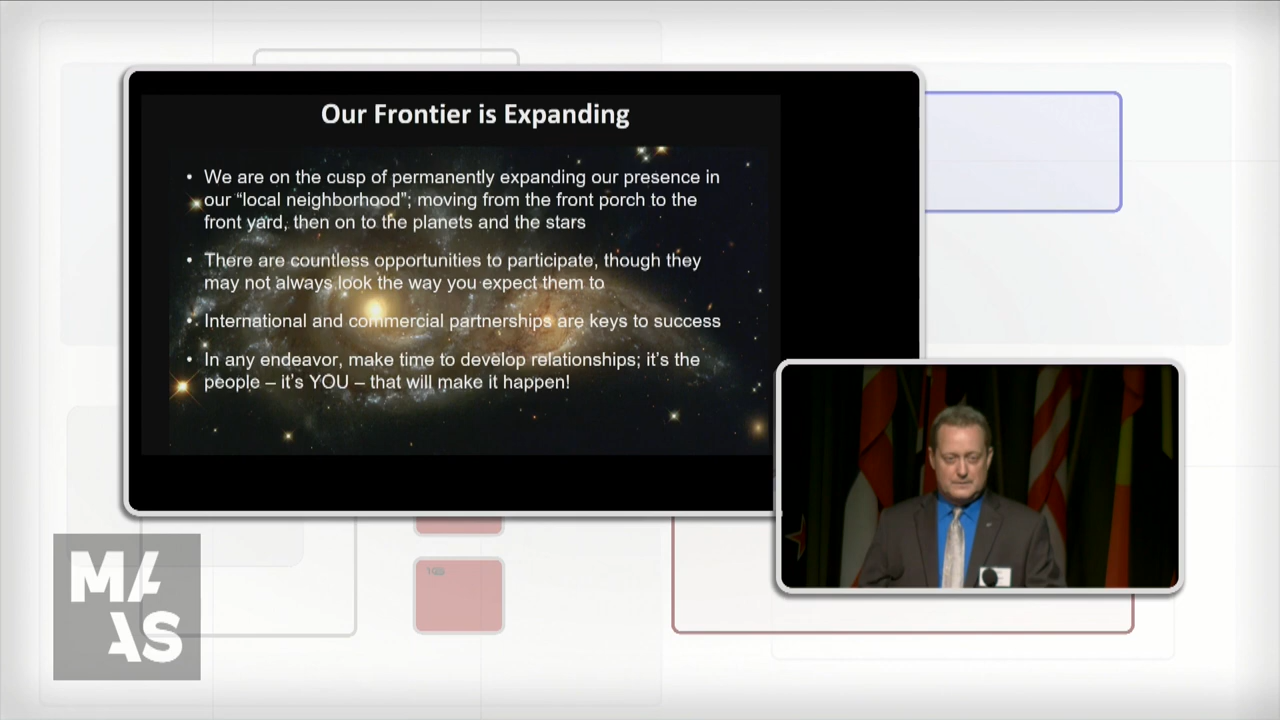 Our Frontier is Expanding
• We are on the cusp of permanently expanding our presence in
our “local neighborhood”; moving from the front porch to the
front yard, then on to the planets and the stars
• There are countless opportunities to participate, though they
may not always look the way you expect them to
• International and commercial partnerships are keys to success
• In any endeavor, make time to develop relationships; it’s the
people – it’s YOU – that will make it happen!
MA
AS